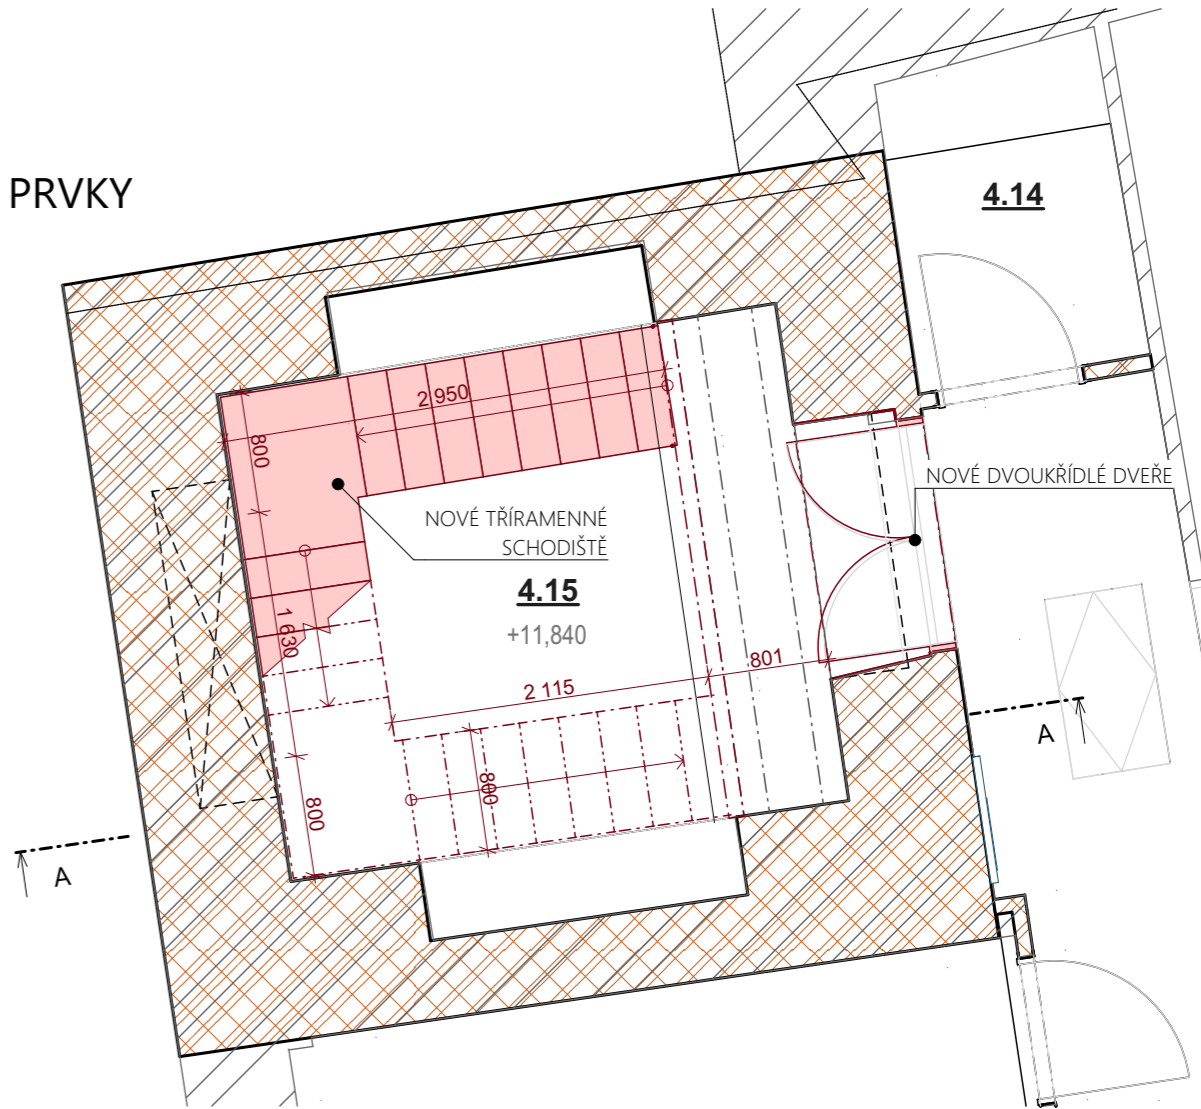 PRVKY
4.14
2 950
800
NOVÉ DVOUKŘÍDLÉ DVEŘE
NOVÉ TŘÍRAMENNÉ
SCHODIŠTĚ
4.15
+11,840
1 630
801
2 115
A
800
800
A